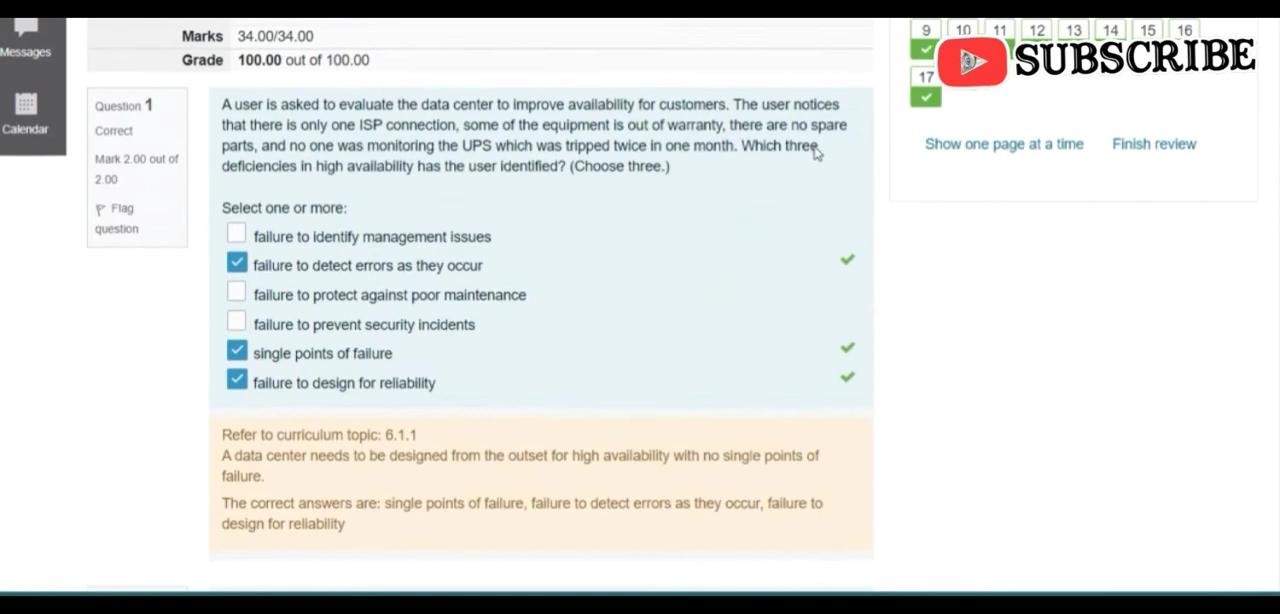 Messages
Calendar
Marks 34.00/34.00
Grade 100.00 out of 100.00
Question 1
Correct
Mark 2.00 out of
2.00
Flag
question
A user is asked to evaluate the data center to improve availability for customers. The user notices
that there is only one ISP connection, some of the equipment is out of warranty, there are no spare
parts, and no one was monitoring the UPS which was tripped twice in one month. Which three
deficiencies in high availability has the user identified? (Choose three.)
Select one or more:
failure to identify management issues
failure to detect errors as they occur
failure to protect against poor maintenance
failure to prevent security incidents
single points of failure
failure to design for reliability
Refer to curriculum topic: 6.1.1
A data center needs to be designed from the outset for high availability with no single points of
failure.
The correct answers are: single points of failure, failure to detect errors as they occur, failure to
design for reliability
9 10 11 12 13 14 15 16
17
SUBSCRIBE
Show one page at a time Finish review